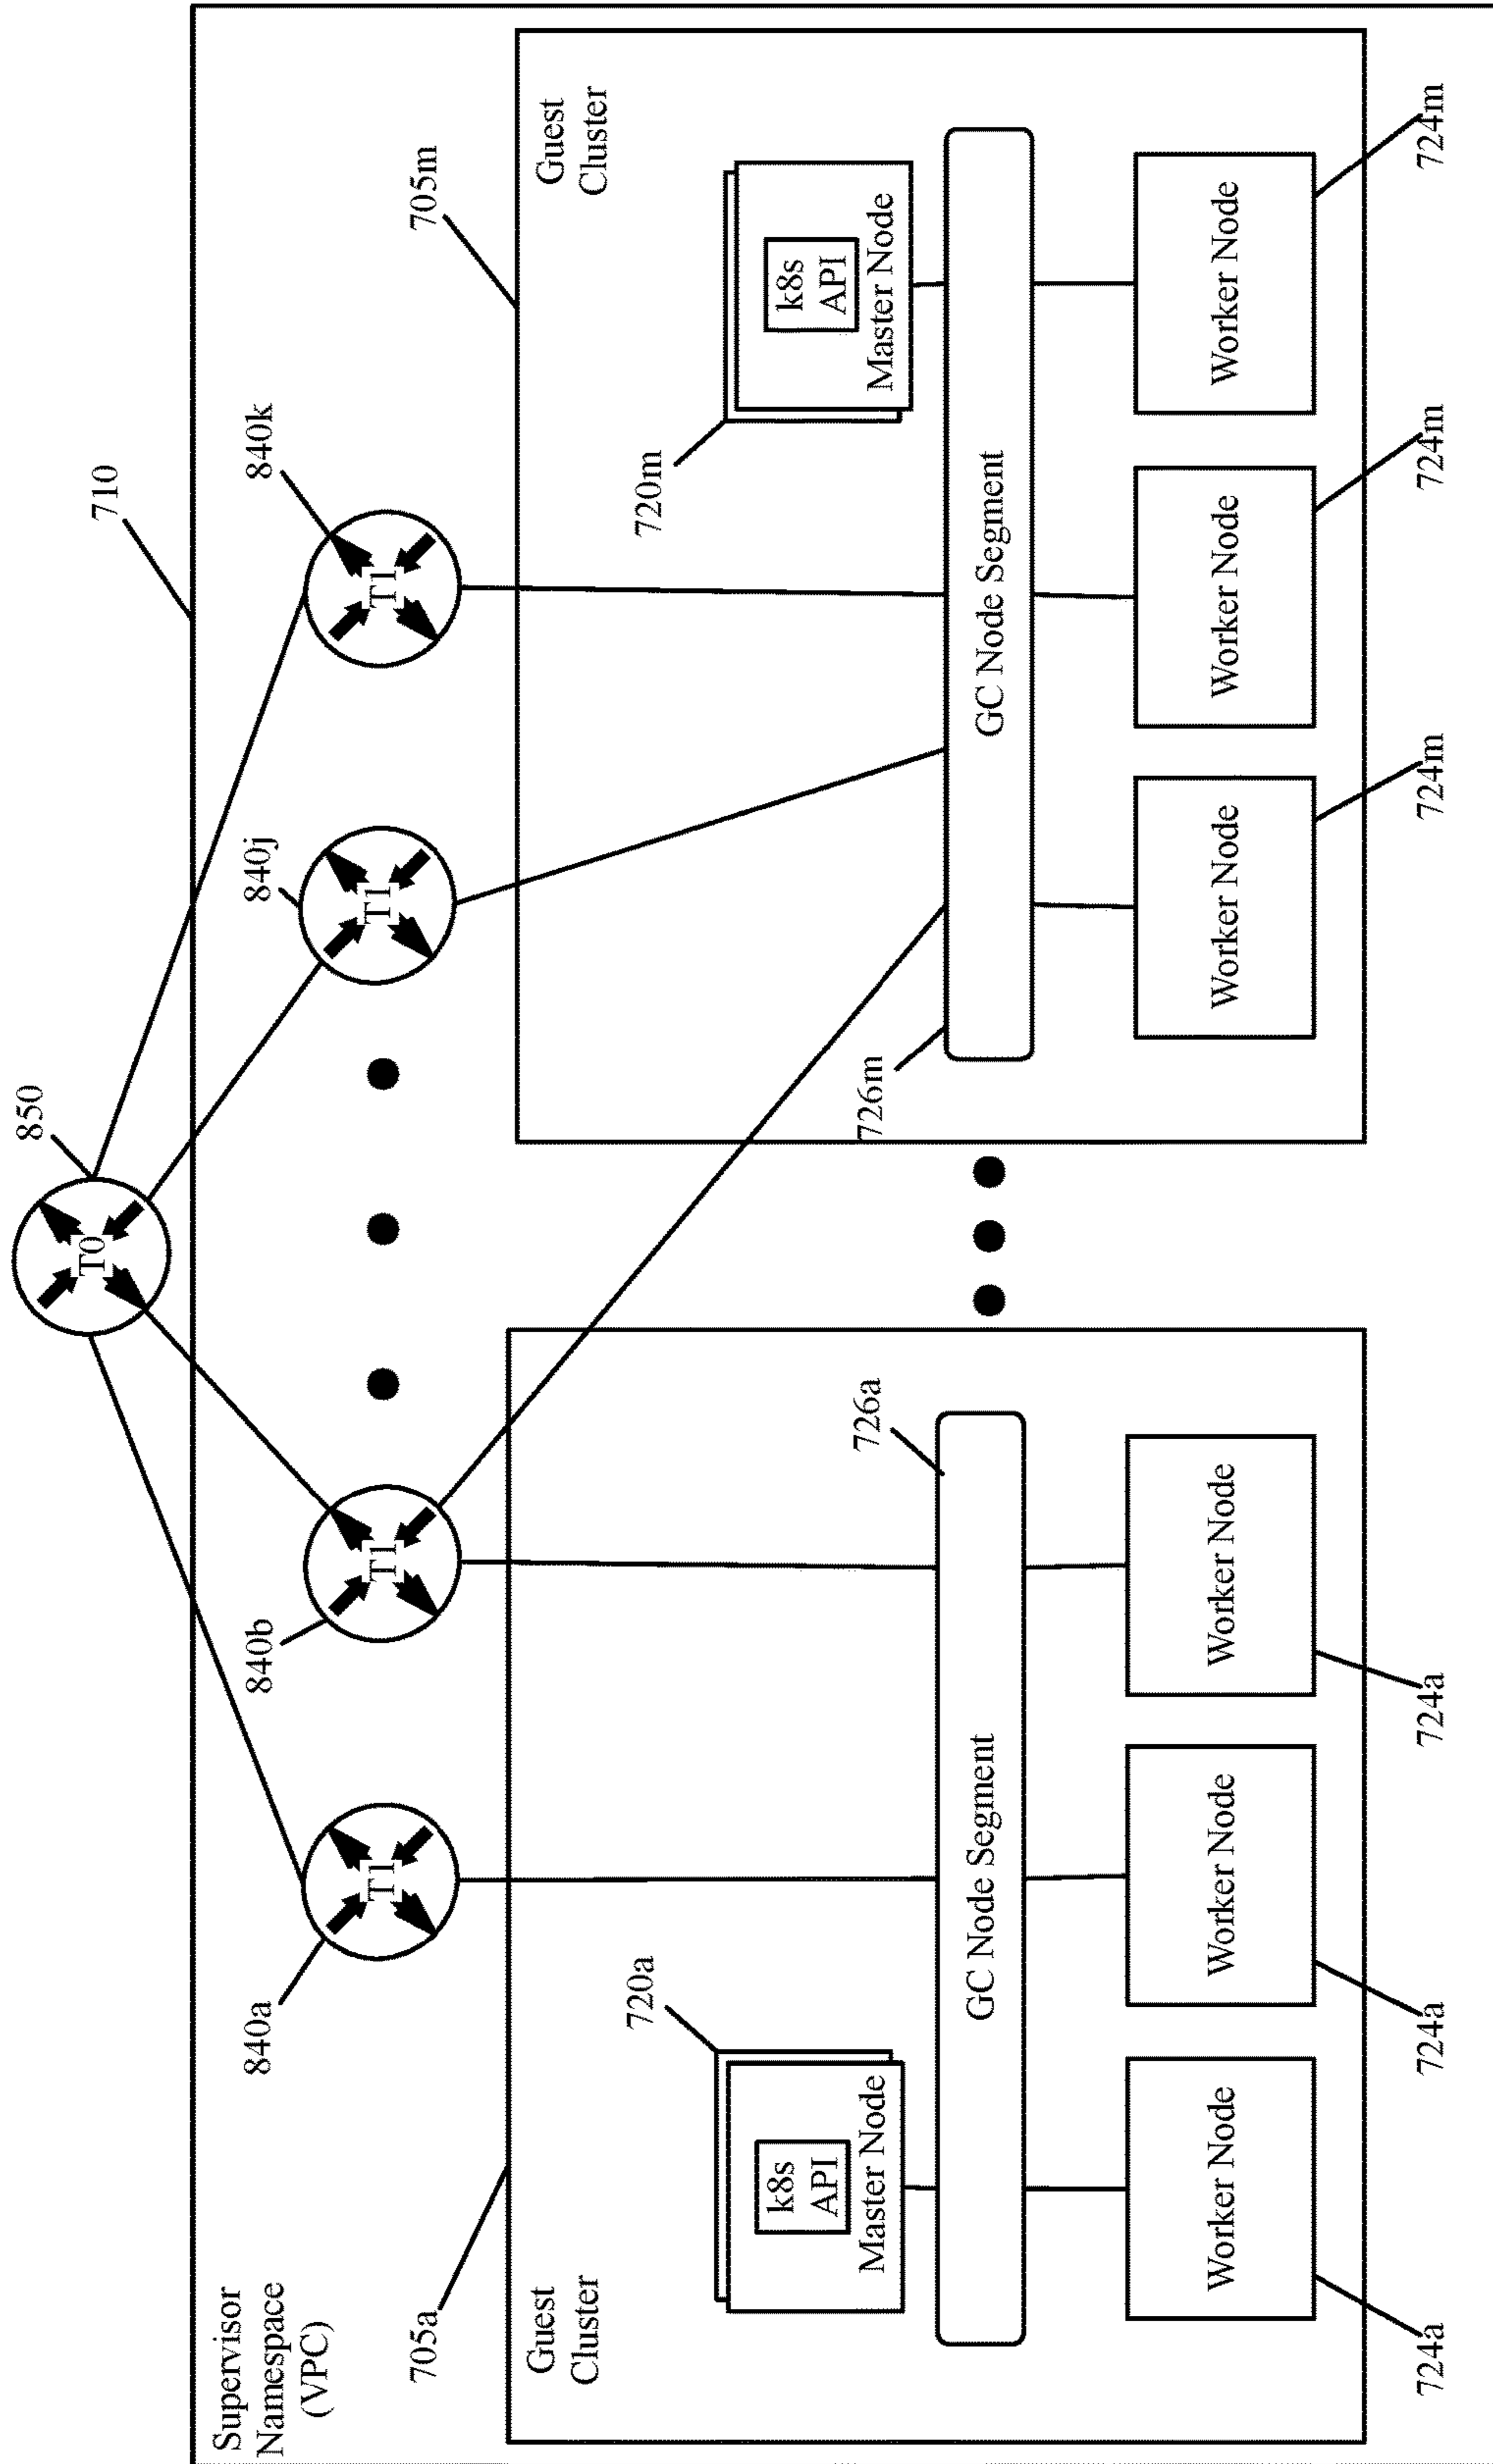 850
710
Supervisor
Namespace
(VPC)
T0
840a
840b
840j
840k
T1
T1
T1
T1
705a
705m
Guest
Cluster
Guest
Cluster
720a
k8s
API
Master Node
720m
k8s
API
Master Node
726a
726m
GC Node Segment
GC Node Segment
Worker Node
Worker Node
Worker Node
Worker Node
Worker Node
Worker Node
724a
724a
724a
724m
724m
724m